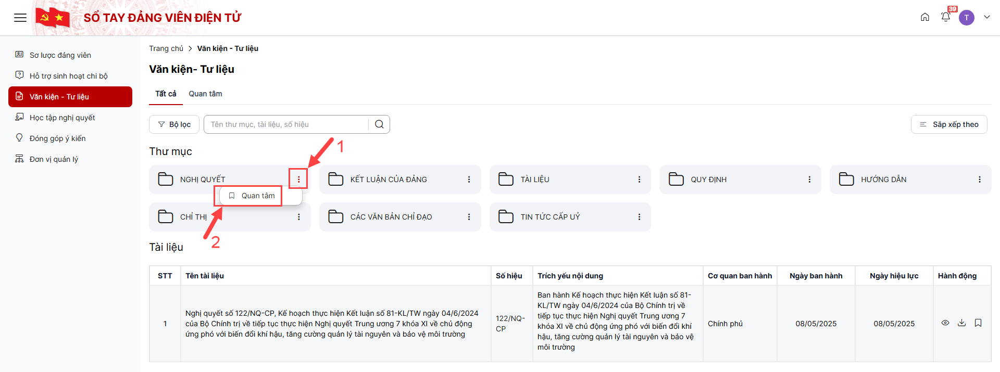 SỔ TAY ĐẢNG VIÊN ĐIỆN TỬ
39
T
Sơ lược đảng viên
Hỗ trợ sinh hoạt chi bộ
Văn kiện - Tư liệu
Học tập nghị quyết
Đóng góp ý kiến
Đơn vị quản lý
Trang chủ > Văn kiện - Tư liệu
Văn kiện- Tư liệu
Tất cả
Quan tâm
Bộ lọc
Tên thư mục, tài liệu, số hiệu
Sắp xếp theo
1
Thư mục
NGHỊ QUYẾT
KẾT LUẬN CỦA ĐẢNG
TÀI LIỆU
QUY ĐỊNH
HƯỚNG DẪN
Quan tâm
CHỈ THỊ
CÁC VĂN BẢN CHỈ ĐẠO
TIN TỨC CẤP UỶ
2
Tài liệu
STT
Tên tài liệu
Số hiệu
Trích yếu nội dung
Cơ quan ban hành
Ngày ban hành
Ngày hiệu lực
Hành động
1
Nghị quyết số 122/NQ-CP, Kế hoạch thực hiện Kết luận số 81-KL/TW ngày 04/6/2024
của Bộ Chính trị về tiếp tục thực hiện Nghị quyết Trung ương 7 khóa XI về chủ động
ứng phó với biến đổi khí hậu, tăng cường quản lý tài nguyên và bảo vệ môi trường
122/NQ-
CP
Ban hành Kế hoạch thực hiện Kết luận số 81-
KL/TW ngày 04/6/2024 của Bộ Chính trị về
tiếp tục thực hiện Nghị quyết Trung ương 7
khóa XI về chủ động ứng phó với biến đổi khí
hậu, tăng cường quản lý tài nguyên và bảo vệ
môi trường
Chính phủ
08/05/2025
08/05/2025